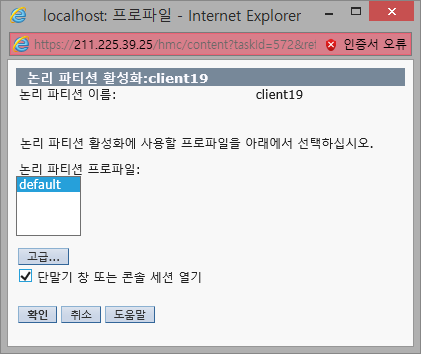 localhost: 프로파일 - Internet Explorer
https://211.225.39.25/hmc/content?taskId=572&ref 인증서 오류
논리 파티션 활성화:client19
논리 파티션 이름: client19
논리 파티션 활성화에 사용할 프로파일을 아래에서 선택하십시오.
논리 파티션 프로파일:
default
고급...
단말기 창 또는 콘솔 세션 열기
확인 취소 도움말